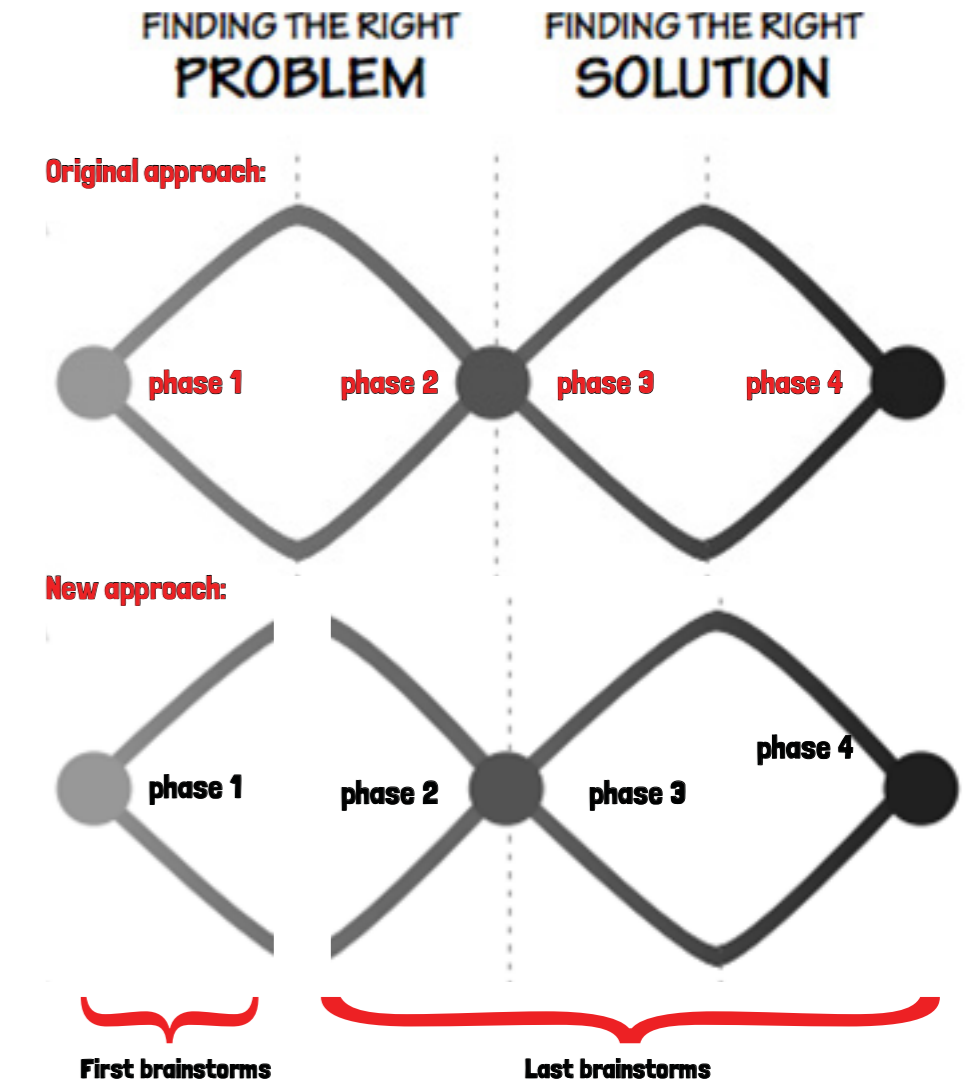 FINDING THE RIGHT
PROBLEM
FINDING THE RIGHT
SOLUTION
Original approach:
phase 1
phase 2
phase 3
phase 4
New approach:
phase 1
phase 2
phase 3
phase 4
First brainstorms
Last brainstorms